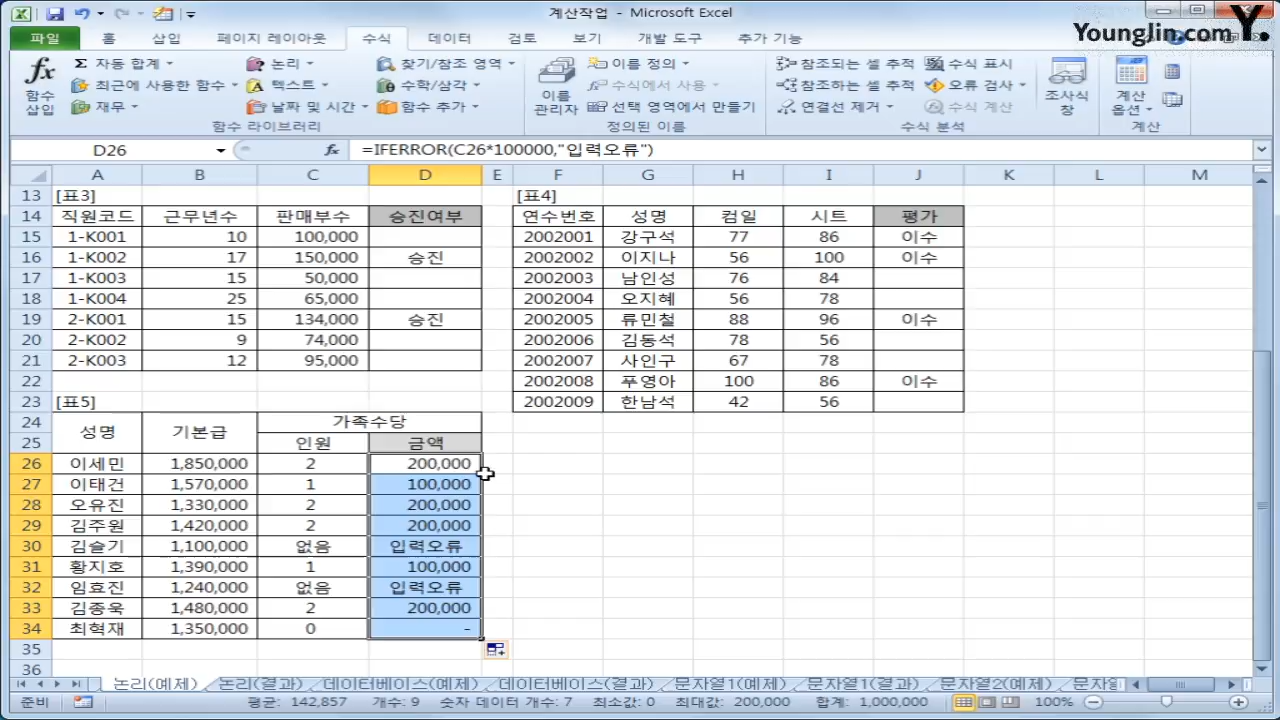 계산작업 - Microsoft Excel
Younglin.com Y.
파일 홈 삽입 페이지 레이아웃 수식 데이터 검토 보기 개발 도구 추가 기능
fx 함수 삽입
Σ 자동 합계
최근에 사용한 함수
재무
논리
텍스트
날짜 및 시간
찾기/참조 영역
수학/삼각
함수 추가
함수 라이브러리
이름 관리자
이름 정의
수식에서 사용
선택 영역에서 만들기
정의된 이름
참조되는 셀 추적
참조하는 셀 추적
연결선 제거
수식 표시
오류 검사
수식 계산
조사식 창
수식 분석
계산 옵션
계산
D26 fx =IFERROR(C26*100000,"입력오류")
A B C D E F G H I J K L M
13 [표3] [표4]
14 직원코드 근무년수 판매부수 승진여부 연수번호 성명 컴일 시트 평가
15 1-K001 10 100,000 2002001 강구석 77 86 이수
16 1-K002 17 150,000 승진 2002002 이지나 56 100 이수
17 1-K003 15 50,000 2002003 남인성 76 84
18 1-K004 25 65,000 2002004 오지혜 56 78
19 2-K001 15 134,000 승진 2002005 류민철 88 96 이수
20 2-K002 9 74,000 2002006 김동석 78 56
21 2-K003 12 95,000 2002007 사인구 67 78
22 2002008 푸영아 100 86 이수
23 [표5] 2002009 한남석 42 56
24 성명 기본급 가족수당
25 인원 금액
26 이세민 1,850,000 2 200,000
27 이태건 1,570,000 1 100,000
28 오유진 1,330,000 2 200,000
29 김주원 1,420,000 2 200,000
30 김슬기 1,100,000 없음 입력오류
31 황지호 1,390,000 1 100,000
32 임효진 1,240,000 없음 입력오류
33 김종욱 1,480,000 2 200,000
34 최혁재 1,350,000 0 -
35
36
논리(예제) 논리(결과) 데이터베이스(예제) 데이터베이스(결과) 문자열1(예제) 문자열1(결과) 문자열2(예제)
준비 평균: 142,857 개수: 9 숫자 데이터 개수: 7 최소값: 0 최대값: 200,000 합계: 1,000,000 100%